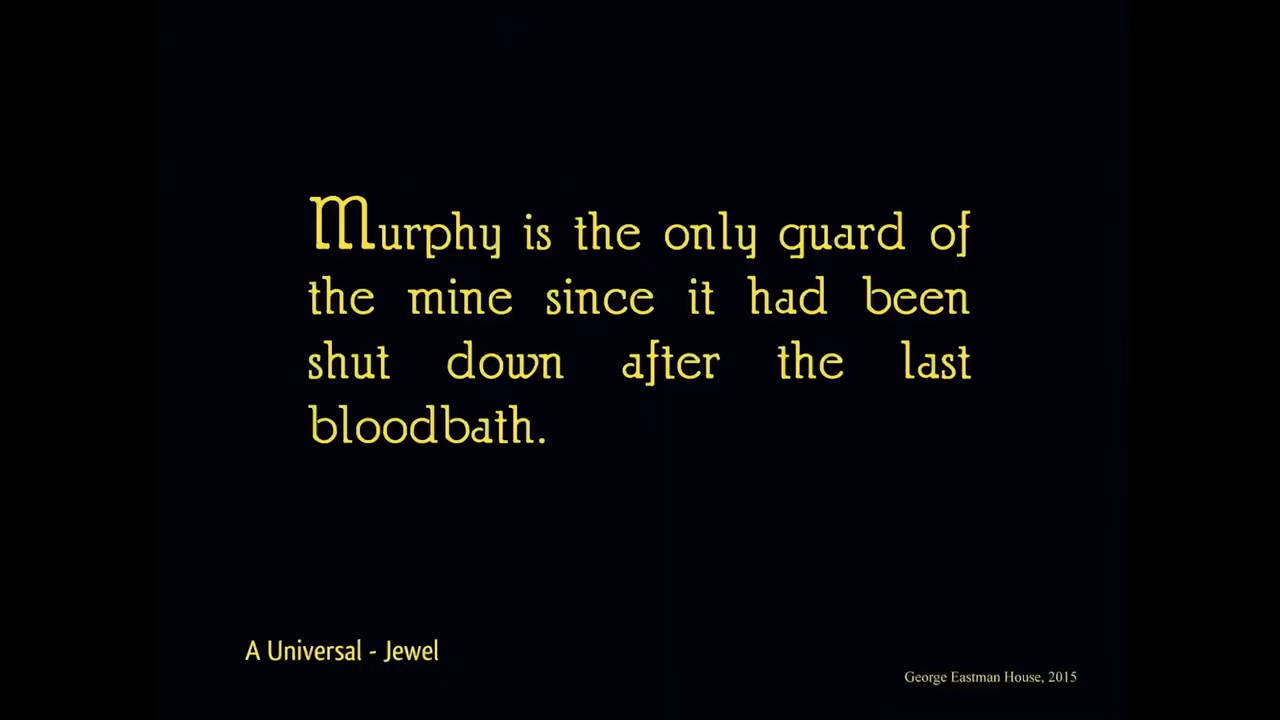 Murphy is the only guard of
the mine since it had been
shut down after the last
bloodbath.
A Universal - Jewel
George Eastman House, 2015